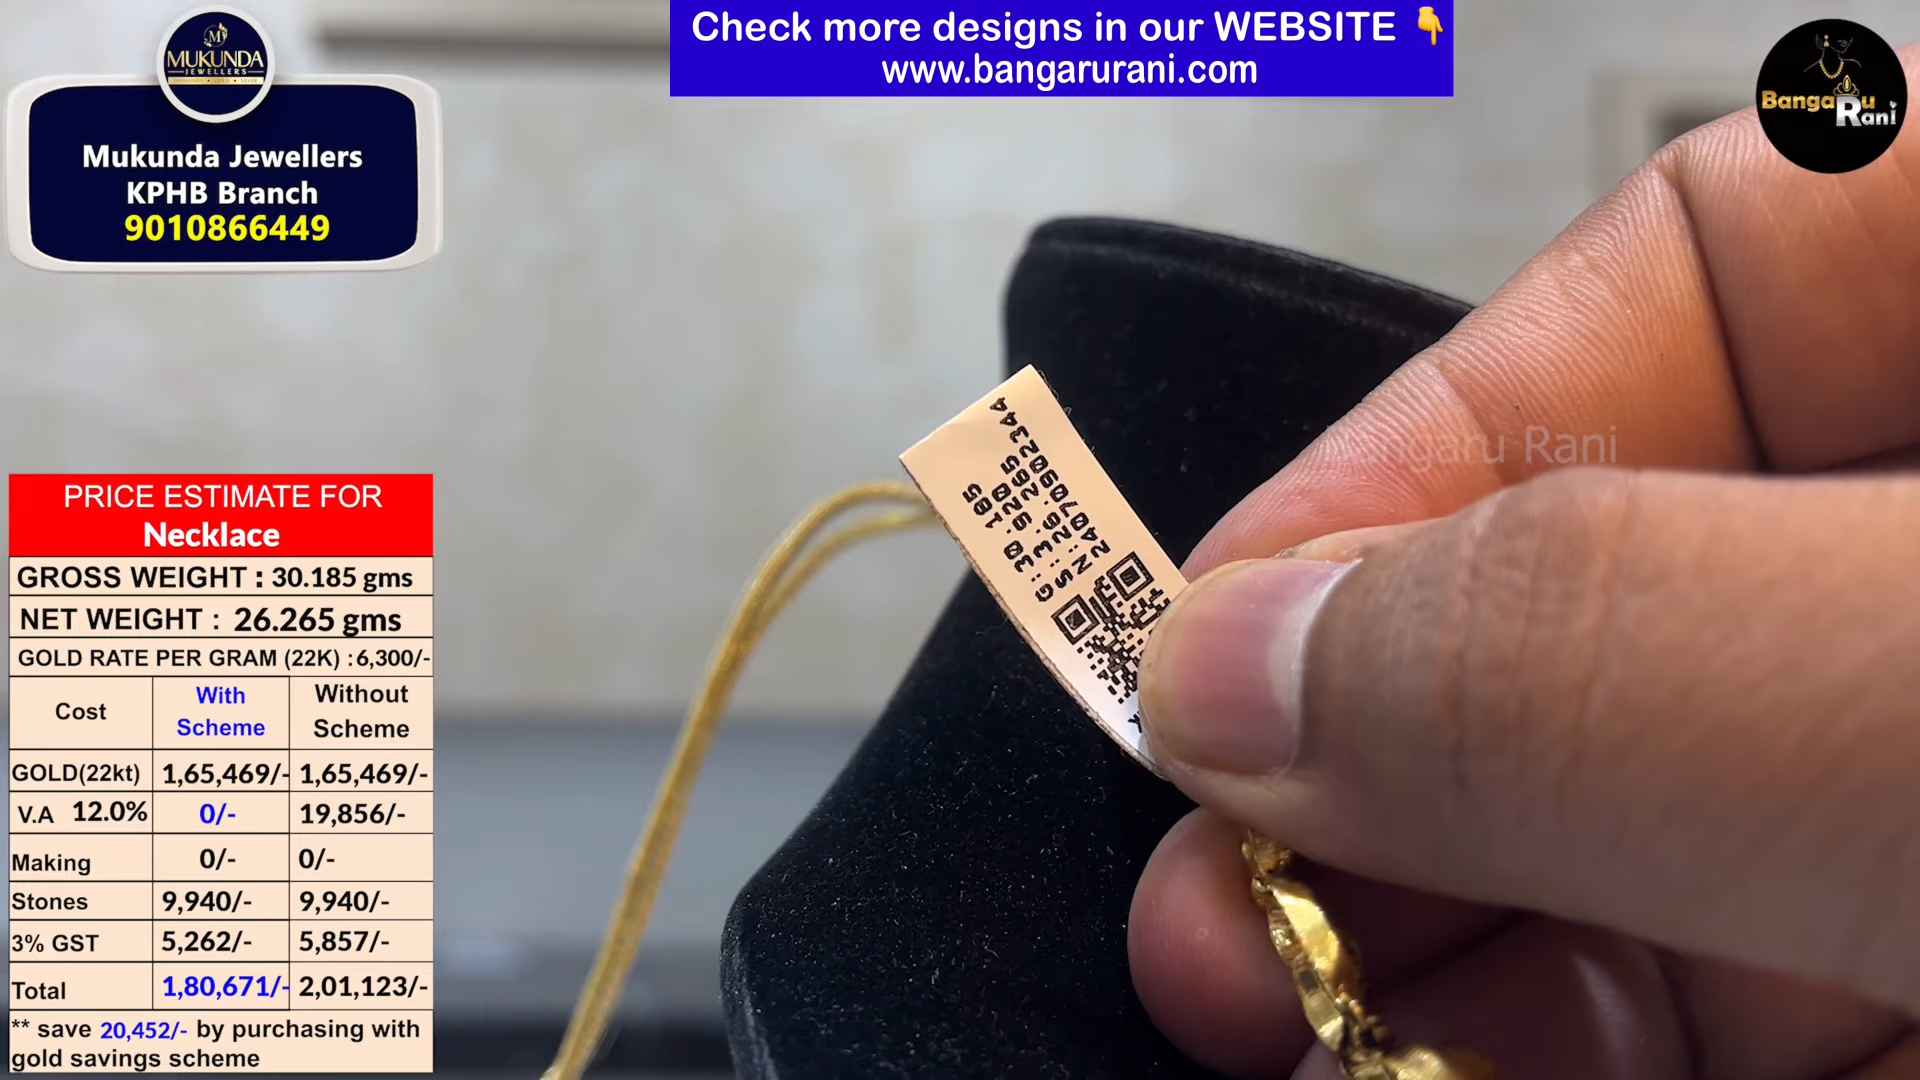 MUKUNDA
JEWELLERS
Mukunda Jewellers
KPHB Branch
9010866449
Check more designs in our WEBSITE 👇
www.bangarurani.com
BangaRu
Rani
Bangaru Rani
PRICE ESTIMATE FOR
Necklace
GROSS WEIGHT : 30.185 gms
NET WEIGHT : 26.265 gms
GOLD RATE PER GRAM (22K) :6,300/-
Cost With Scheme Without Scheme
GOLD(22kt) 1,65,469/- 1,65,469/-
V.A 12.0% 0/- 19,856/-
Making 0/- 0/-
Stones 9,940/- 9,940/-
3% GST 5,262/- 5,857/-
Total 1,80,671/- 2,01,123/-
** save 20,452/- by purchasing with
gold savings scheme
G : 30.185
N : 26.265